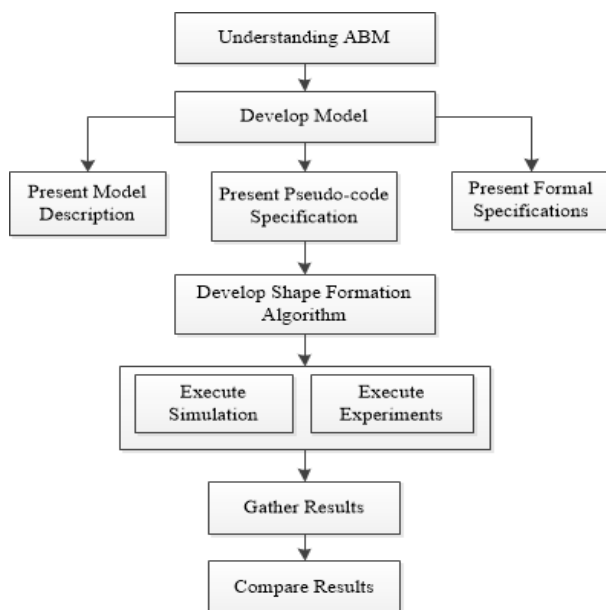 Understanding ABM
Develop Model
Present Model
Description
Present Pseudo-code
Specification
Present Formal
Specifications
Develop Shape Formation
Algorithm
Execute
Simulation
Execute
Experiments
Gather Results
Compare Results